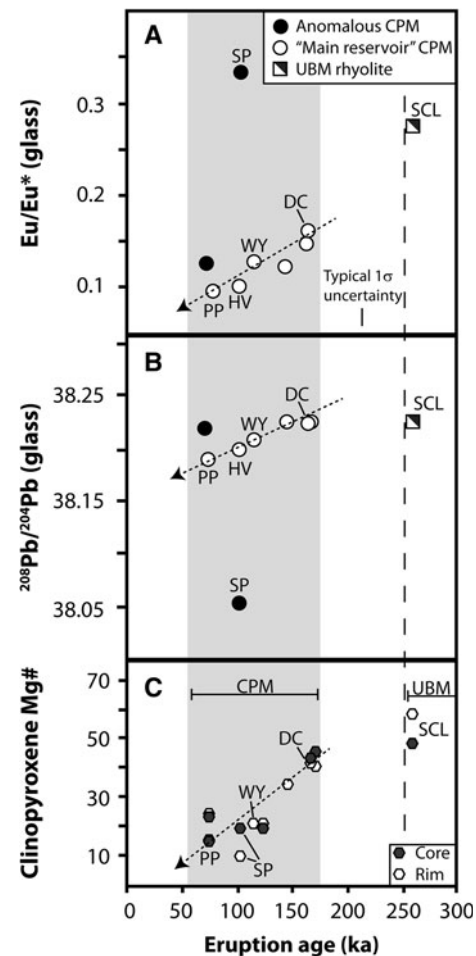 A
Anomalous CPM
"Main reservoir" CPM
UBM rhyolite
SP
SCL
DC
WY
PP
HV
Typical 1σ
uncertainty
0.3
0.2
0.1
Eu/Eu* (glass)
B
DC
SCL
WY
PP
HV
SP
38.25
38.15
38.05
²⁰⁸Pb/²⁰⁴Pb (glass)
C
CPM
UBM
SCL
DC
WY
PP
SP
Core
Rim
70
50
30
10
Clinopyroxene Mg#
0 50 100 150 200 250 300
Eruption age (ka)